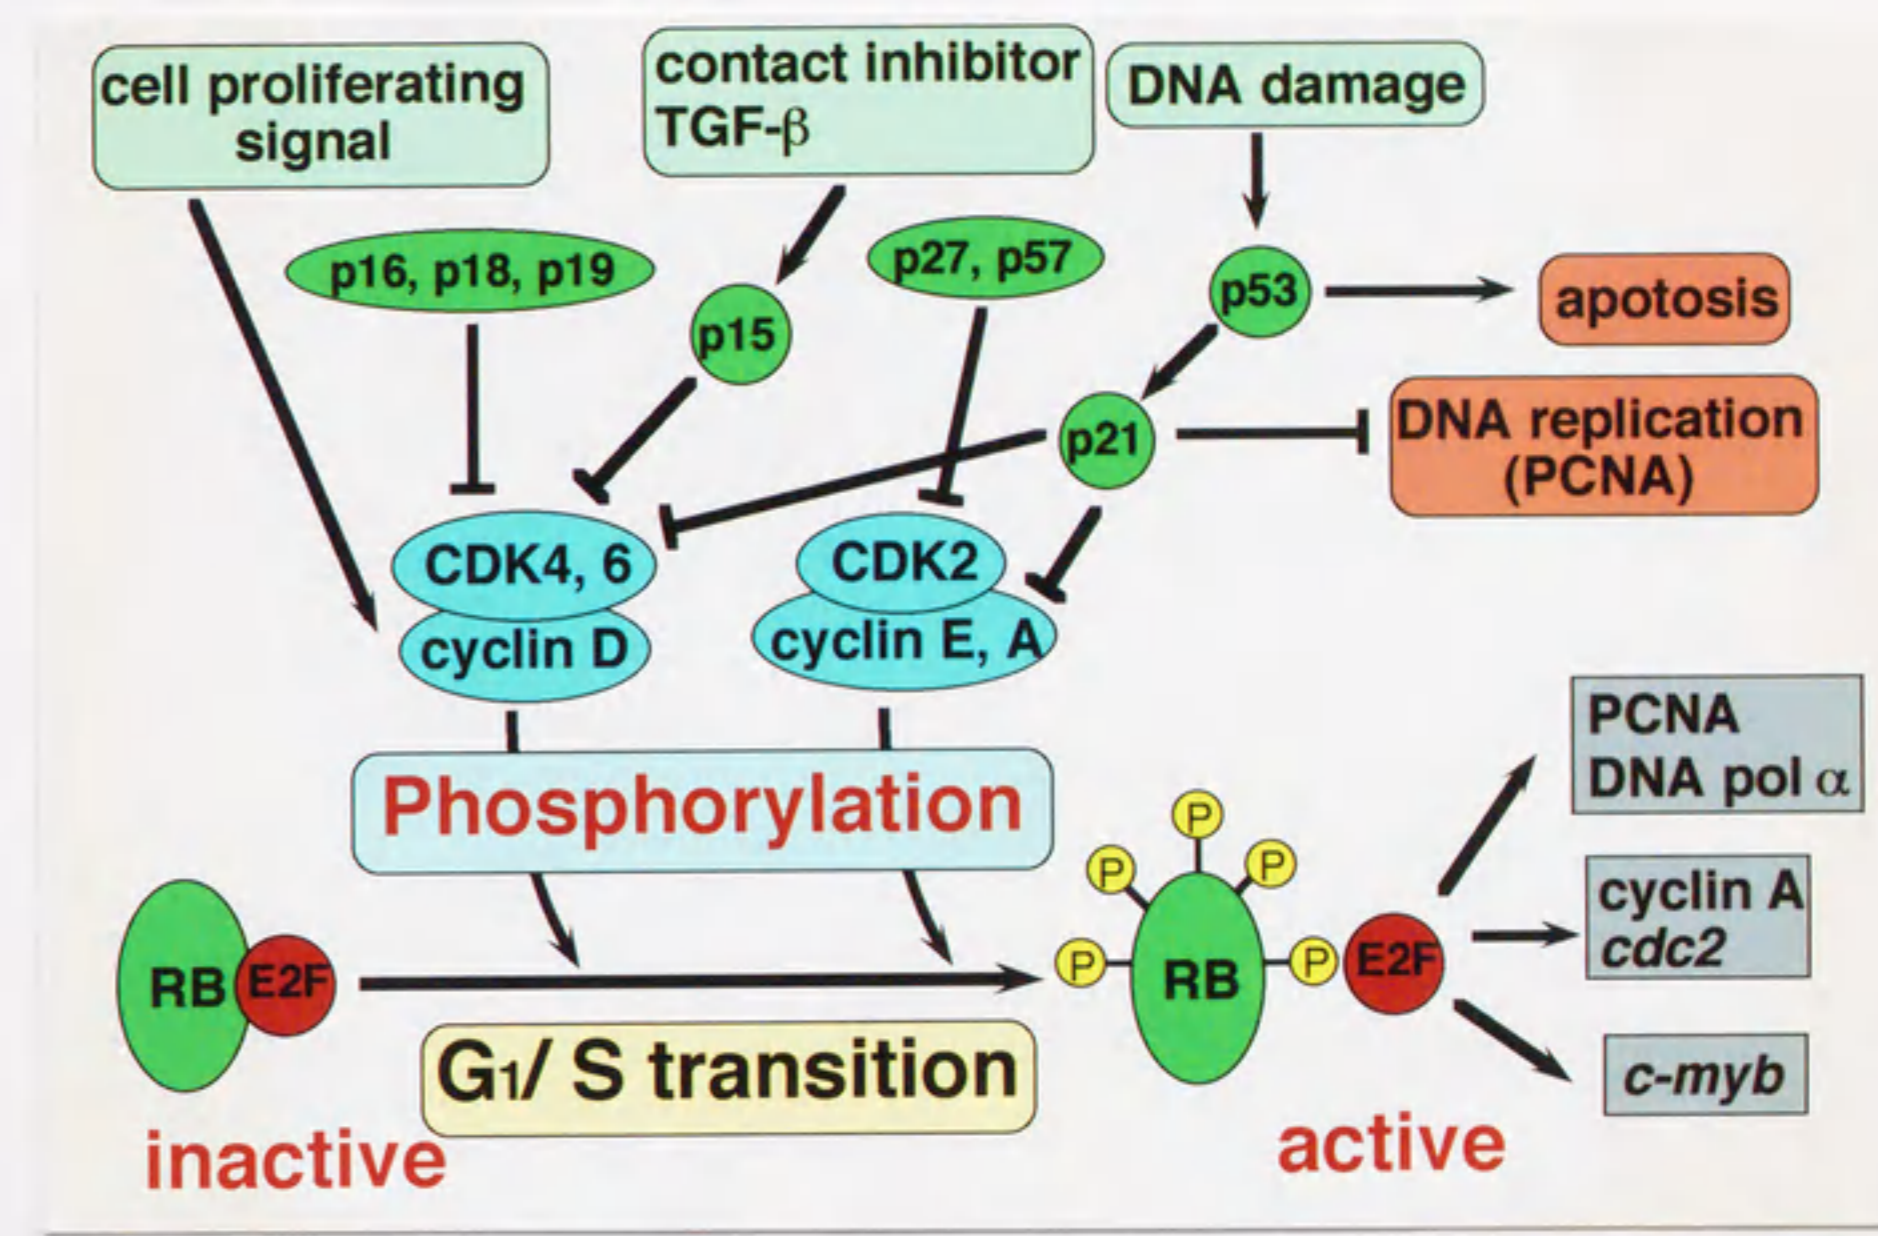 cell proliferating
signal
contact inhibitor
TGF-β
DNA damage
p16, p18, p19
p15
p27, p57
p53
apotosis
p21
DNA replication
(PCNA)
CDK4, 6
cyclin D
CDK2
cyclin E, A
Phosphorylation
RB
E2F
G1/ S transition
inactive
P
P
P
P
P
RB
E2F
active
PCNA
DNA pol α
cyclin A
cdc2
c-myb